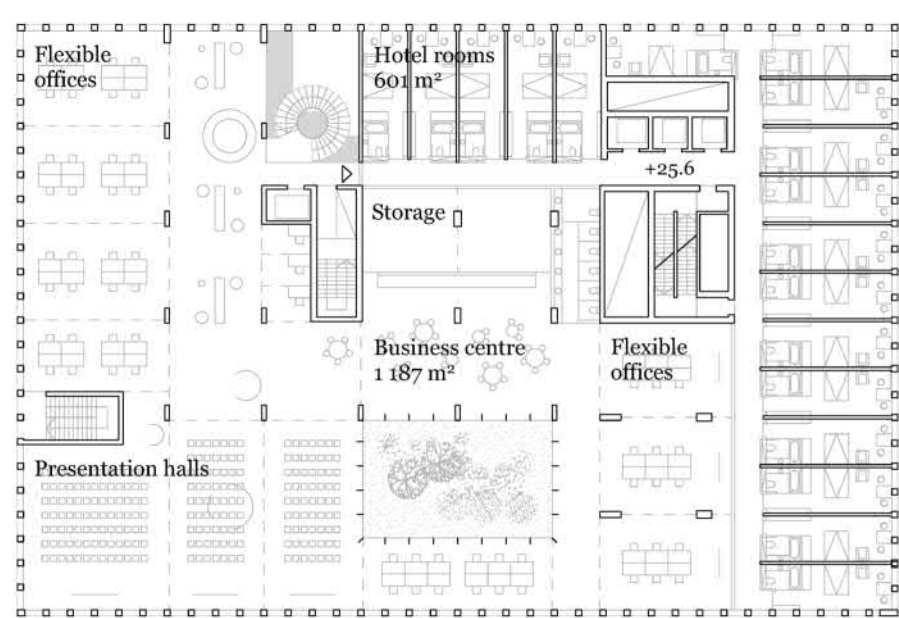 Flexible
offices
Hotel rooms
601 m²
+25.6
Storage
Business centre
1 187 m²
Flexible
offices
Presentation halls